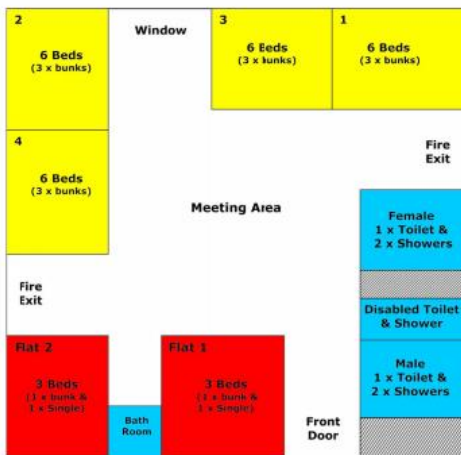 2
6 Beds
(3 x bunks)
Window
3
6 Beds
(3 x bunks)
1
6 Beds
(3 x bunks)
4
6 Beds
(3 x bunks)
Fire
Exit
Meeting Area
Female
1 x Toilet &
2 x Showers
Fire
Exit
Disabled Toilet
& Shower
Flat 2
3 Beds
(1 x bunk &
1 x Single)
Bath
Room
Flat 1
3 Beds
(1 x bunk &
1 x Single)
Male
1 x Toilet &
2 x Showers
Front
Door